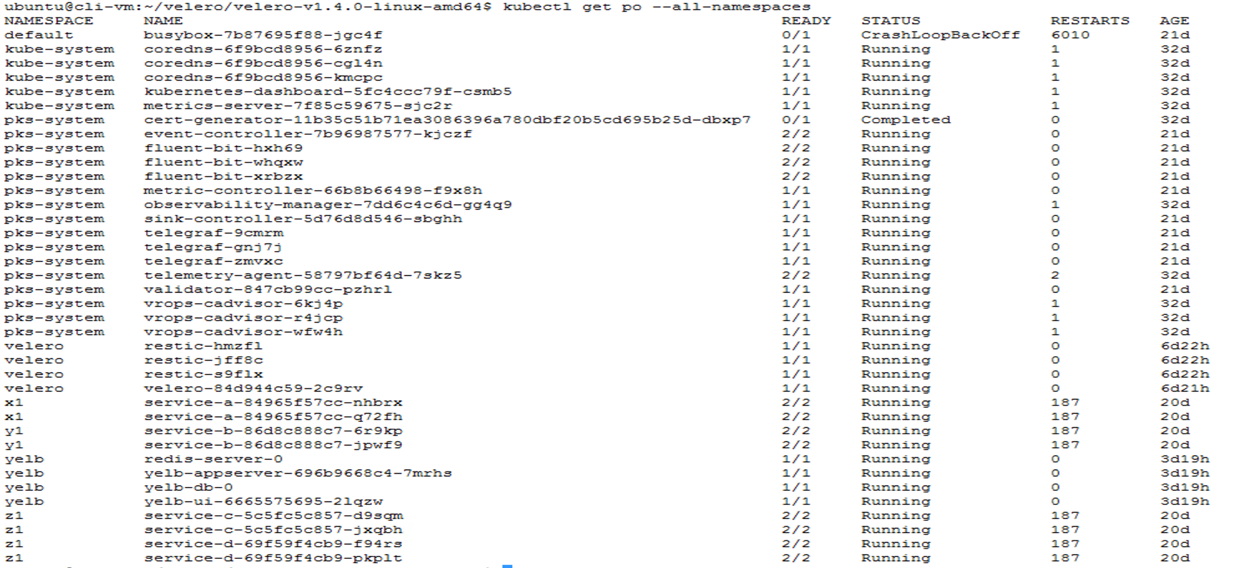 ubuntu@cli-vm:~/velero/velero-v1.4.0-linux-amd64$ kubectl get po --all-namespaces
NAMESPACE NAME READY STATUS RESTARTS AGE
default busybox-7b87695f88-jgc4f 0/1 CrashLoopBackOff 6010 21d
kube-system coredns-6f9bcd8956-6znfz 1/1 Running 1 32d
kube-system coredns-6f9bcd8956-cgl4n 1/1 Running 1 32d
kube-system coredns-6f9bcd8956-kmcpc 1/1 Running 1 32d
kube-system kubernetes-dashboard-5fc4ccc79f-csmb5 1/1 Running 1 32d
kube-system metrics-server-7f85c59675-sjc2r 1/1 Running 1 32d
pks-system cert-generator-11b35c51b71ea3086396a780dbf20b5cd695b25d-dbxp7 0/1 Completed 0 32d
pks-system event-controller-7b96987577-kjczf 2/2 Running 0 21d
pks-system fluent-bit-hxh69 2/2 Running 0 21d
pks-system fluent-bit-whqxw 2/2 Running 0 21d
pks-system fluent-bit-xrbzx 2/2 Running 0 21d
pks-system metric-controller-66b8b66498-f9x8h 1/1 Running 0 21d
pks-system observability-manager-7dd6c4c6d-gg4q9 1/1 Running 1 32d
pks-system sink-controller-5d76d8d546-sbghh 1/1 Running 0 21d
pks-system telegraf-9cmrm 1/1 Running 0 21d
pks-system telegraf-gnj7j 1/1 Running 0 21d
pks-system telegraf-zmvxc 1/1 Running 0 21d
pks-system telemetry-agent-58797bf64d-7skz5 2/2 Running 2 32d
pks-system validator-847cb99cc-pzhrl 1/1 Running 0 21d
pks-system vrops-cadvisor-6kj4p 1/1 Running 1 32d
pks-system vrops-cadvisor-r4jcp 1/1 Running 1 32d
pks-system vrops-cadvisor-wfw4h 1/1 Running 1 32d
velero restic-hmzfl 1/1 Running 0 6d22h
velero restic-jff8c 1/1 Running 0 6d22h
velero restic-s9flx 1/1 Running 0 6d22h
velero velero-84d944c59-2c9rv 1/1 Running 0 6d21h
x1 service-a-84965f57cc-nhbrx 2/2 Running 187 20d
x1 service-a-84965f57cc-q72fh 2/2 Running 187 20d
y1 service-b-86d8c888c7-6r9kp 2/2 Running 187 20d
y1 service-b-86d8c888c7-jpwf9 2/2 Running 187 20d
yelb redis-server-0 1/1 Running 0 3d19h
yelb yelb-appserver-696b9668c4-7mrhs 1/1 Running 0 3d19h
yelb yelb-db-0 1/1 Running 0 3d19h
yelb yelb-ui-6665575695-2lqzw 1/1 Running 0 3d19h
z1 service-c-5c5fc5c857-d9sqm 2/2 Running 187 20d
z1 service-c-5c5fc5c857-jxqbh 2/2 Running 187 20d
z1 service-d-69f59f4cb9-f94rs 2/2 Running 187 20d
z1 service-d-69f59f4cb9-pkplt 2/2 Running 187 20d